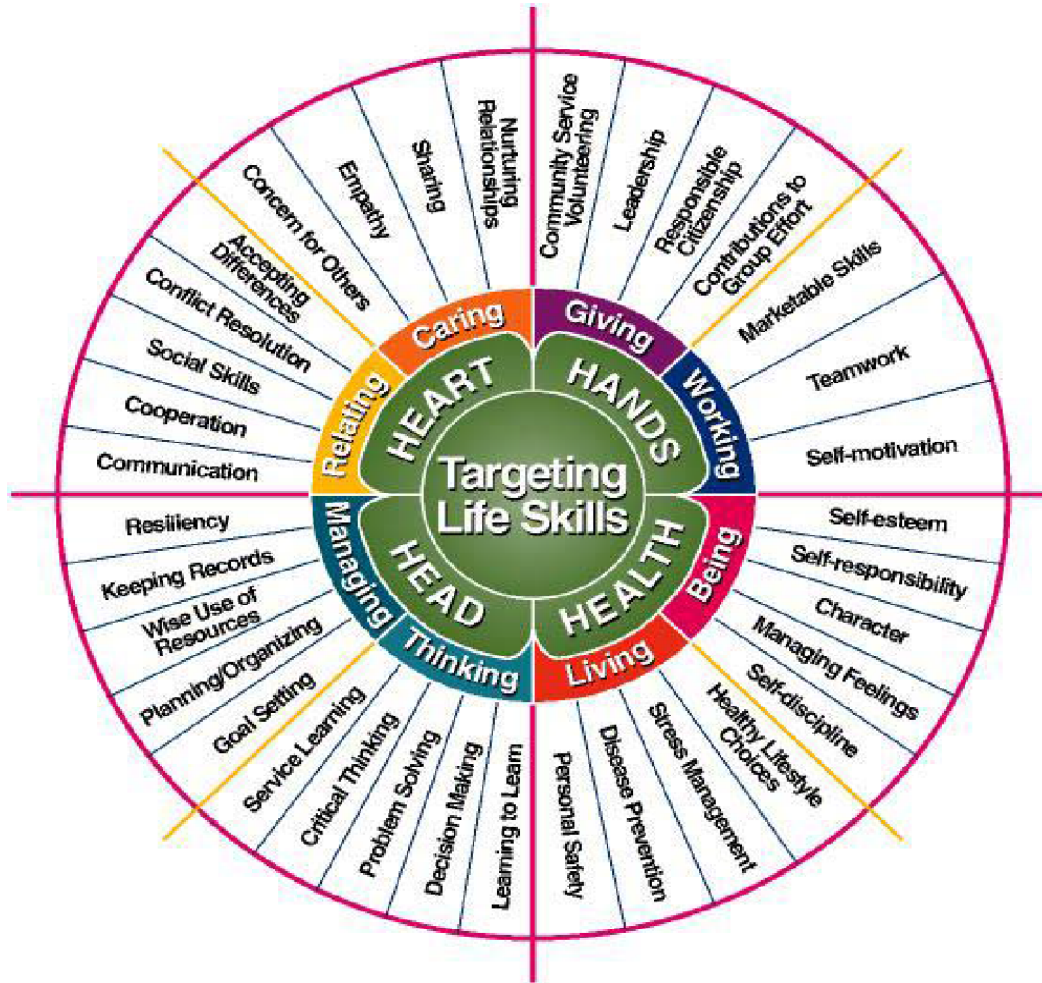 Targeting
Life Skills
HEART
HANDS
HEALTH
HEAD
Caring
Giving
Working
Being
Living
Thinking
Managing
Relating
Nurturing
Relationships
Sharing
Empathy
Concern for Others
Accepting
Differences
Conflict Resolution
Social Skills
Cooperation
Communication
Community Service
Volunteering
Leadership
Responsible
Citizenship
Contributions to
Group Effort
Marketable Skills
Teamwork
Self-motivation
Self-esteem
Self-responsibility
Character
Managing Feelings
Self-discipline
Healthy Lifestyle
Choices
Stress Management
Disease Prevention
Personal Safety
Learning to Learn
Decision Making
Problem Solving
Critical Thinking
Service Learning
Goal Setting
Planning/Organizing
Wise Use of
Resources
Keeping Records
Resiliency